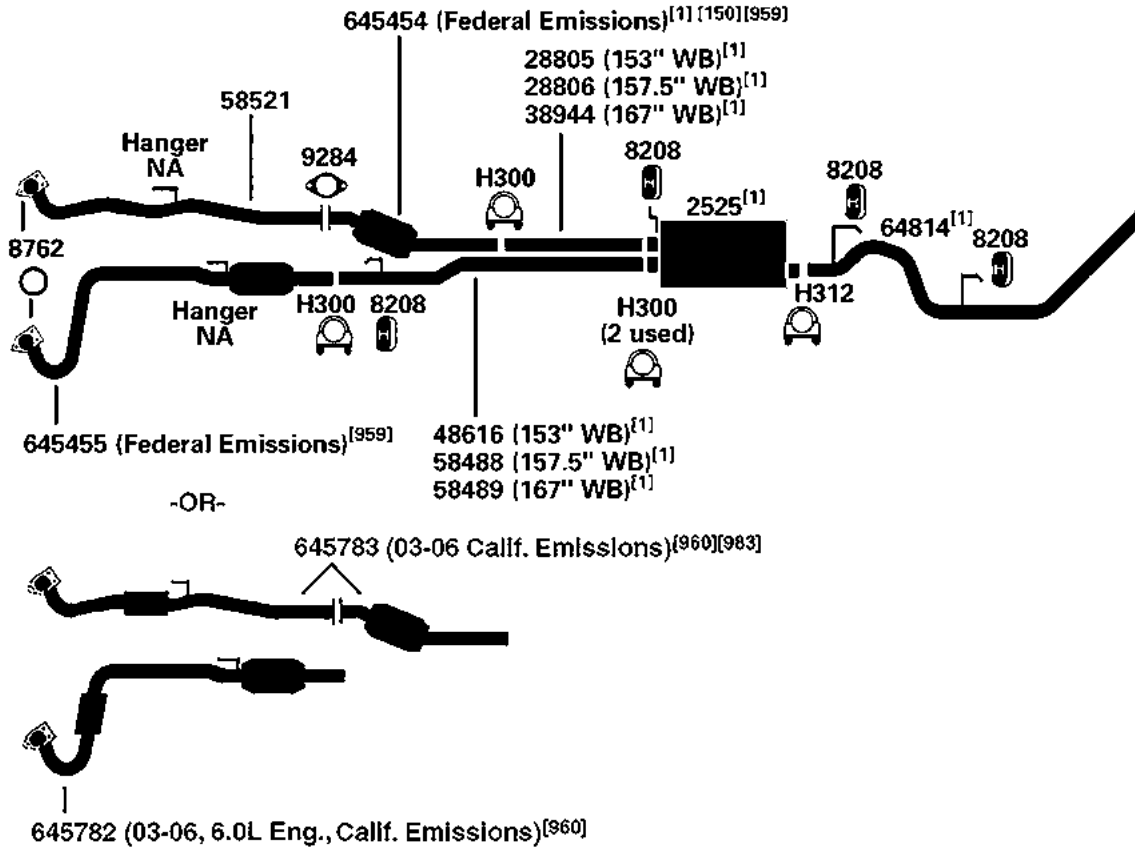 645454 (Federal Emissions)[1] [150][959]
28805 (153" WB)[1]
28806 (157.5" WB)[1]
38944 (167" WB)[1]
58521
Hanger
NA
9284
H300
8208
8208
2525[1]
64814[1]
8208
8762
Hanger
NA
H300
8208
H300
(2 used)
H312
645455 (Federal Emissions)[959]
48616 (153" WB)[1]
58488 (157.5" WB)[1]
58489 (167" WB)[1]
-OR-
645783 (03-06 Calif. Emissions)[960][983]
645782 (03-06, 6.0L Eng., Calif. Emissions)[960]